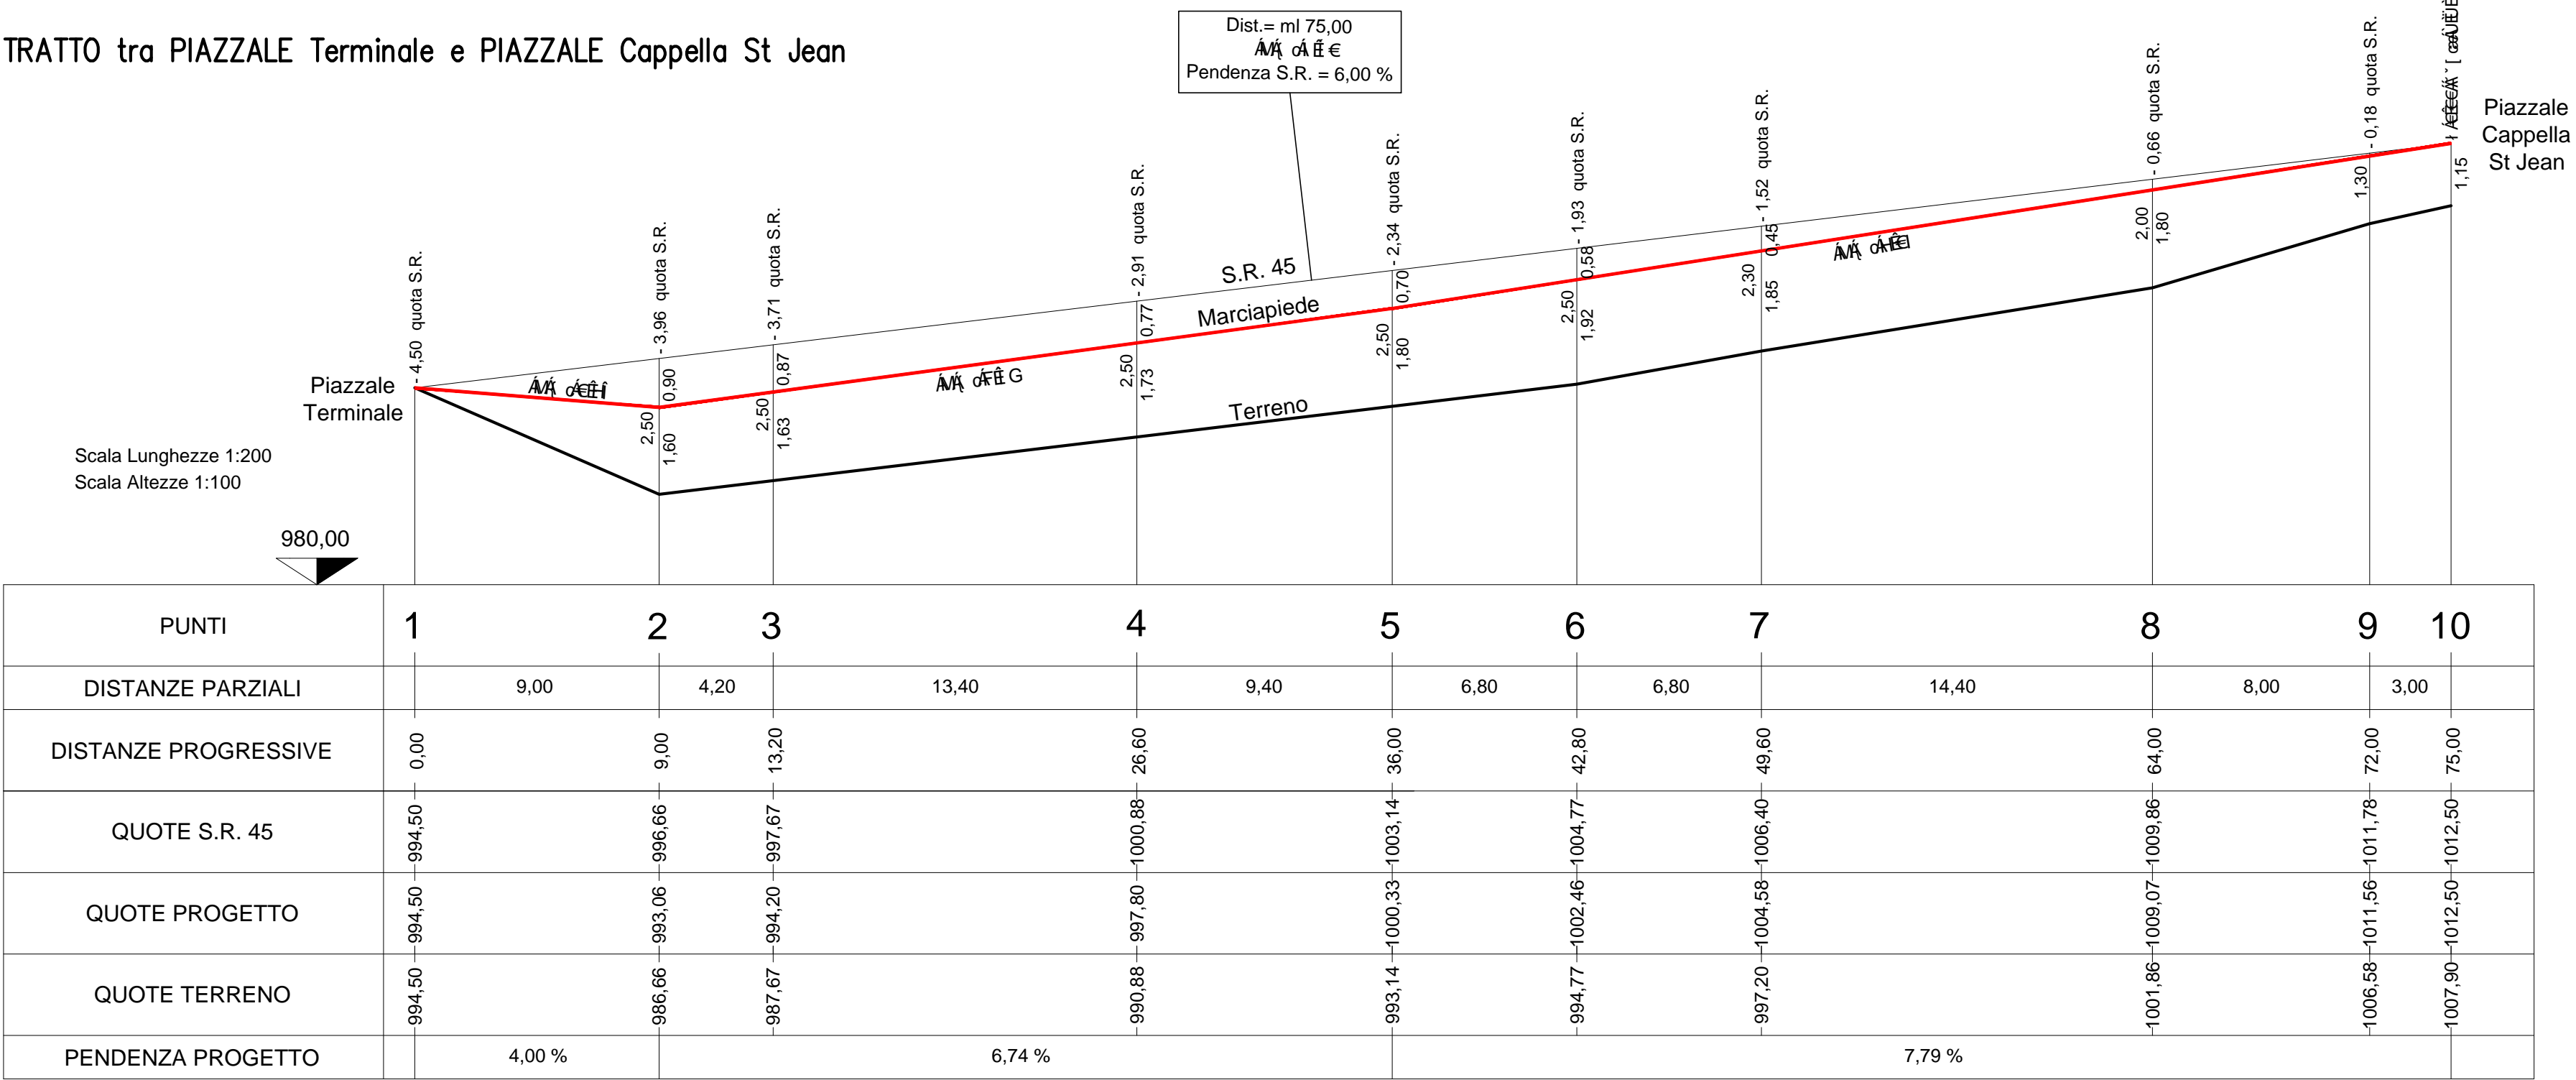 TRATTO tra PIAZZALE Terminale e PIAZZALE Cappella St Jean
Dist.= ml 75,00
Pendenza S.R. = 6,00 %
Piazzale
Cappella
St Jean
- 4,50 quota S.R.
- 3,96 quota S.R.
- 3,71 quota S.R.
- 2,91 quota S.R.
- 2,34 quota S.R.
- 1,93 quota S.R.
- 1,52 quota S.R.
- 0,66 quota S.R.
- 0,18 quota S.R.
S.R. 45
Marciapiede
Terreno
Piazzale
Terminale
2,50 0,90 1,60
2,50 0,87 1,63
2,50 0,77 1,73
2,50 0,70 1,80
2,50 0,58 1,92
2,30 0,45 1,85
2,00 1,80
1,30
1,15
Scala Lunghezze 1:200
Scala Altezze 1:100
980,00
PUNTI 1 2 3 4 5 6 7 8 9 10
DISTANZE PARZIALI 9,00 4,20 13,40 9,40 6,80 6,80 14,40 8,00 3,00
DISTANZE PROGRESSIVE 0,00 9,00 13,20 26,60 36,00 42,80 49,60 64,00 72,00 75,00
QUOTE S.R. 45 994,50 996,66 997,67 1000,88 1003,14 1004,77 1006,40 1009,86 1011,78 1012,50
QUOTE PROGETTO 994,50 993,06 994,20 997,80 1000,33 1002,46 1004,58 1009,07 1011,56 1012,50
QUOTE TERRENO 994,50 986,66 987,67 990,88 993,14 994,77 997,20 1001,86 1006,58 1007,90
PENDENZA PROGETTO 4,00 % 6,74 % 7,79 %